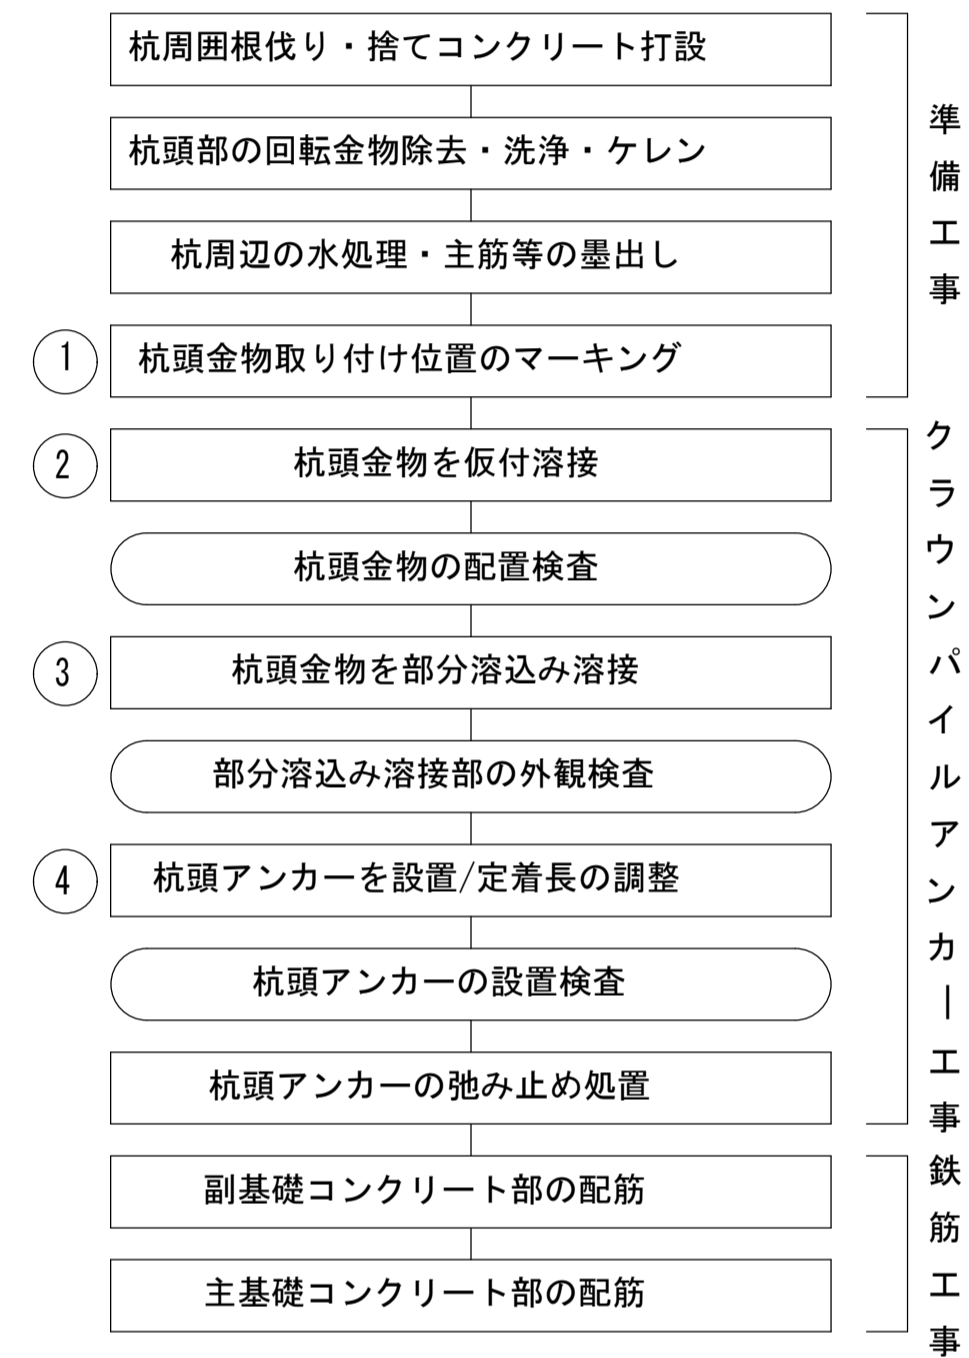 杭周囲根伐り・捨てコンクリート打設
杭頭部の回転金物除去・洗浄・ケレン
杭周辺の水処理・主筋等の墨出し
① 杭頭金物取り付け位置のマーキング
準備工事
② 杭頭金物を仮付溶接
杭頭金物の配置検査
③ 杭頭金物を部分溶込み溶接
部分溶込み溶接部の外観検査
④ 杭頭アンカーを設置/定着長の調整
杭頭アンカーの設置検査
杭頭アンカーの弛み止め処置
クラウンパイルアンカー工事
副基礎コンクリート部の配筋
主基礎コンクリート部の配筋
鉄筋工事